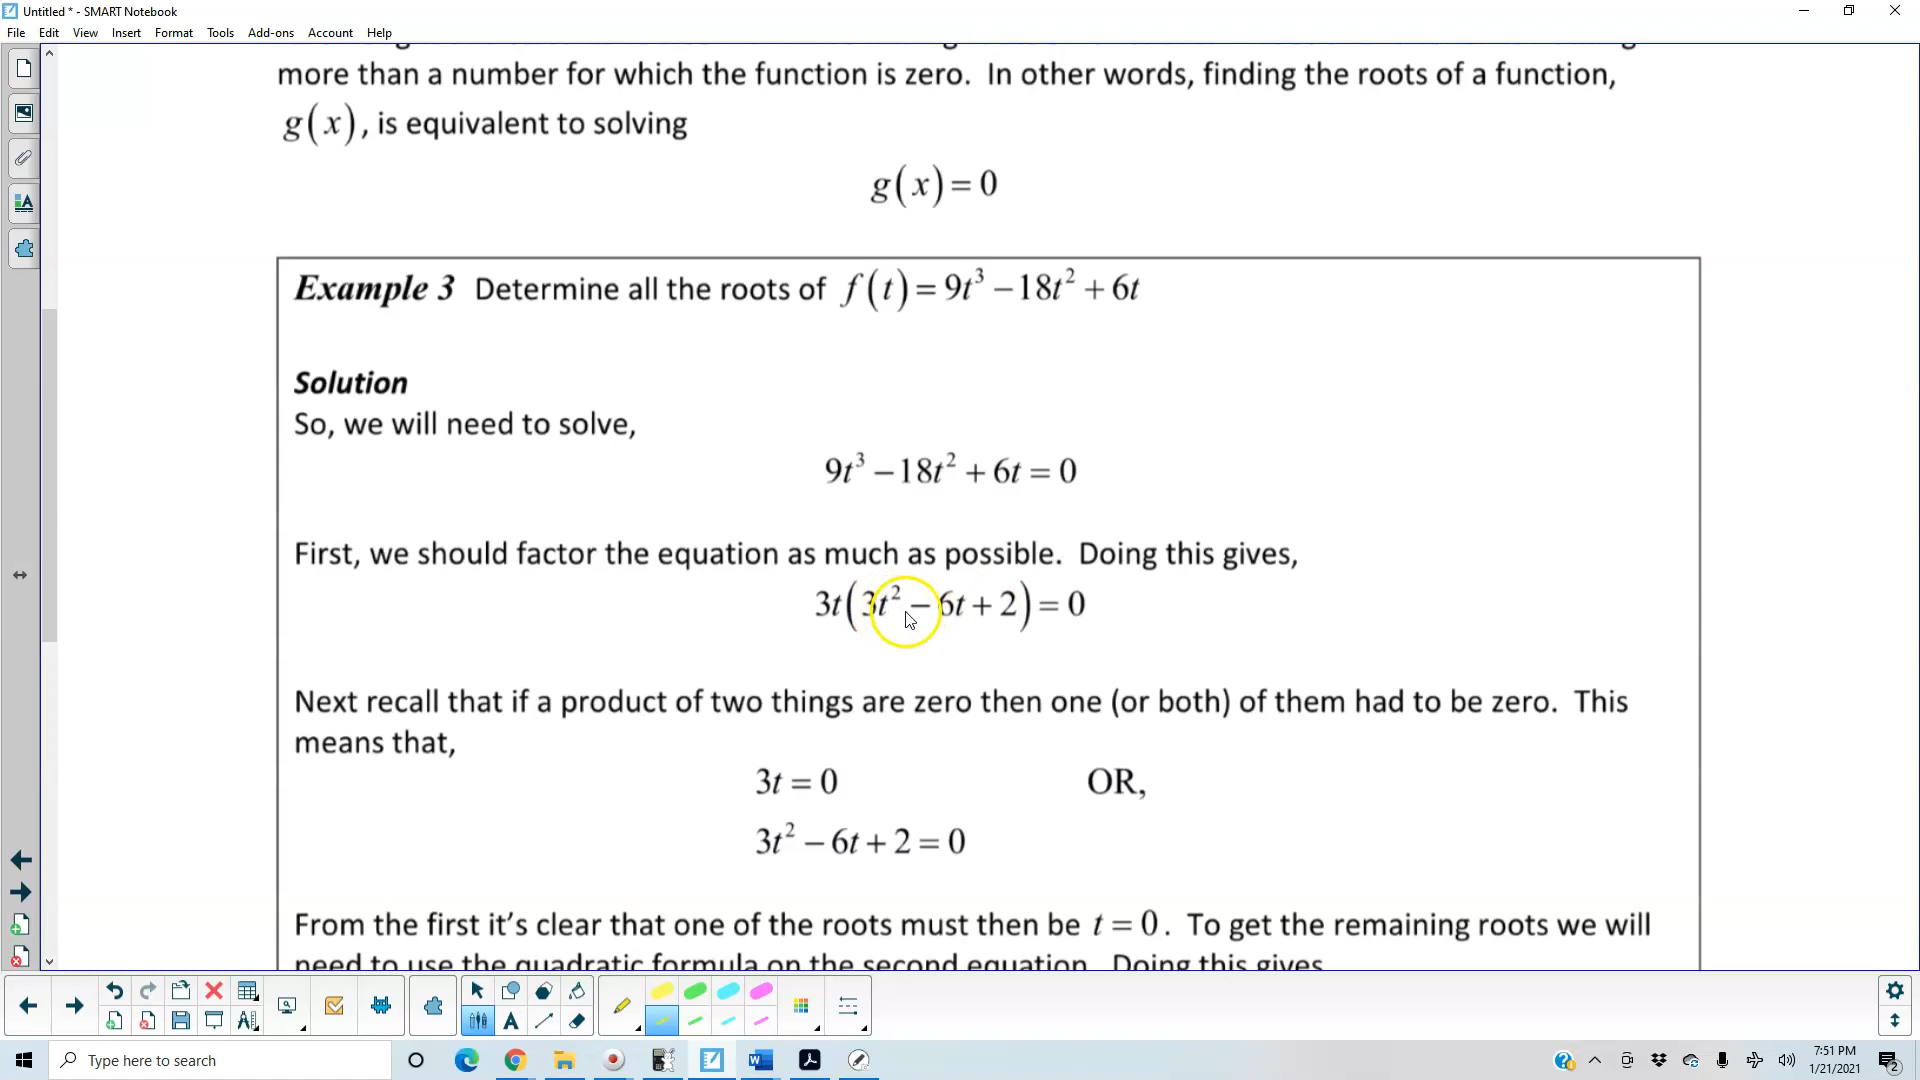 Untitled * - SMART Notebook
File Edit View Insert Format Tools Add-ons Account Help
more than a number for which the function is zero. In other words, finding the roots of a function,
g(x), is equivalent to solving
g(x) = 0
Example 3 Determine all the roots of f(t) = 9t³ − 18t² + 6t
Solution
So, we will need to solve,
9t³ − 18t² + 6t = 0
First, we should factor the equation as much as possible. Doing this gives,
3t(3t² − 6t + 2) = 0
Next recall that if a product of two things are zero then one (or both) of them had to be zero. This
means that,
3t = 0 OR,
3t² − 6t + 2 = 0
From the first it's clear that one of the roots must then be t = 0. To get the remaining roots we will
need to use the quadratic formula on the second equation. Doing this gives
Type here to search
7:51 PM
1/21/2021
2